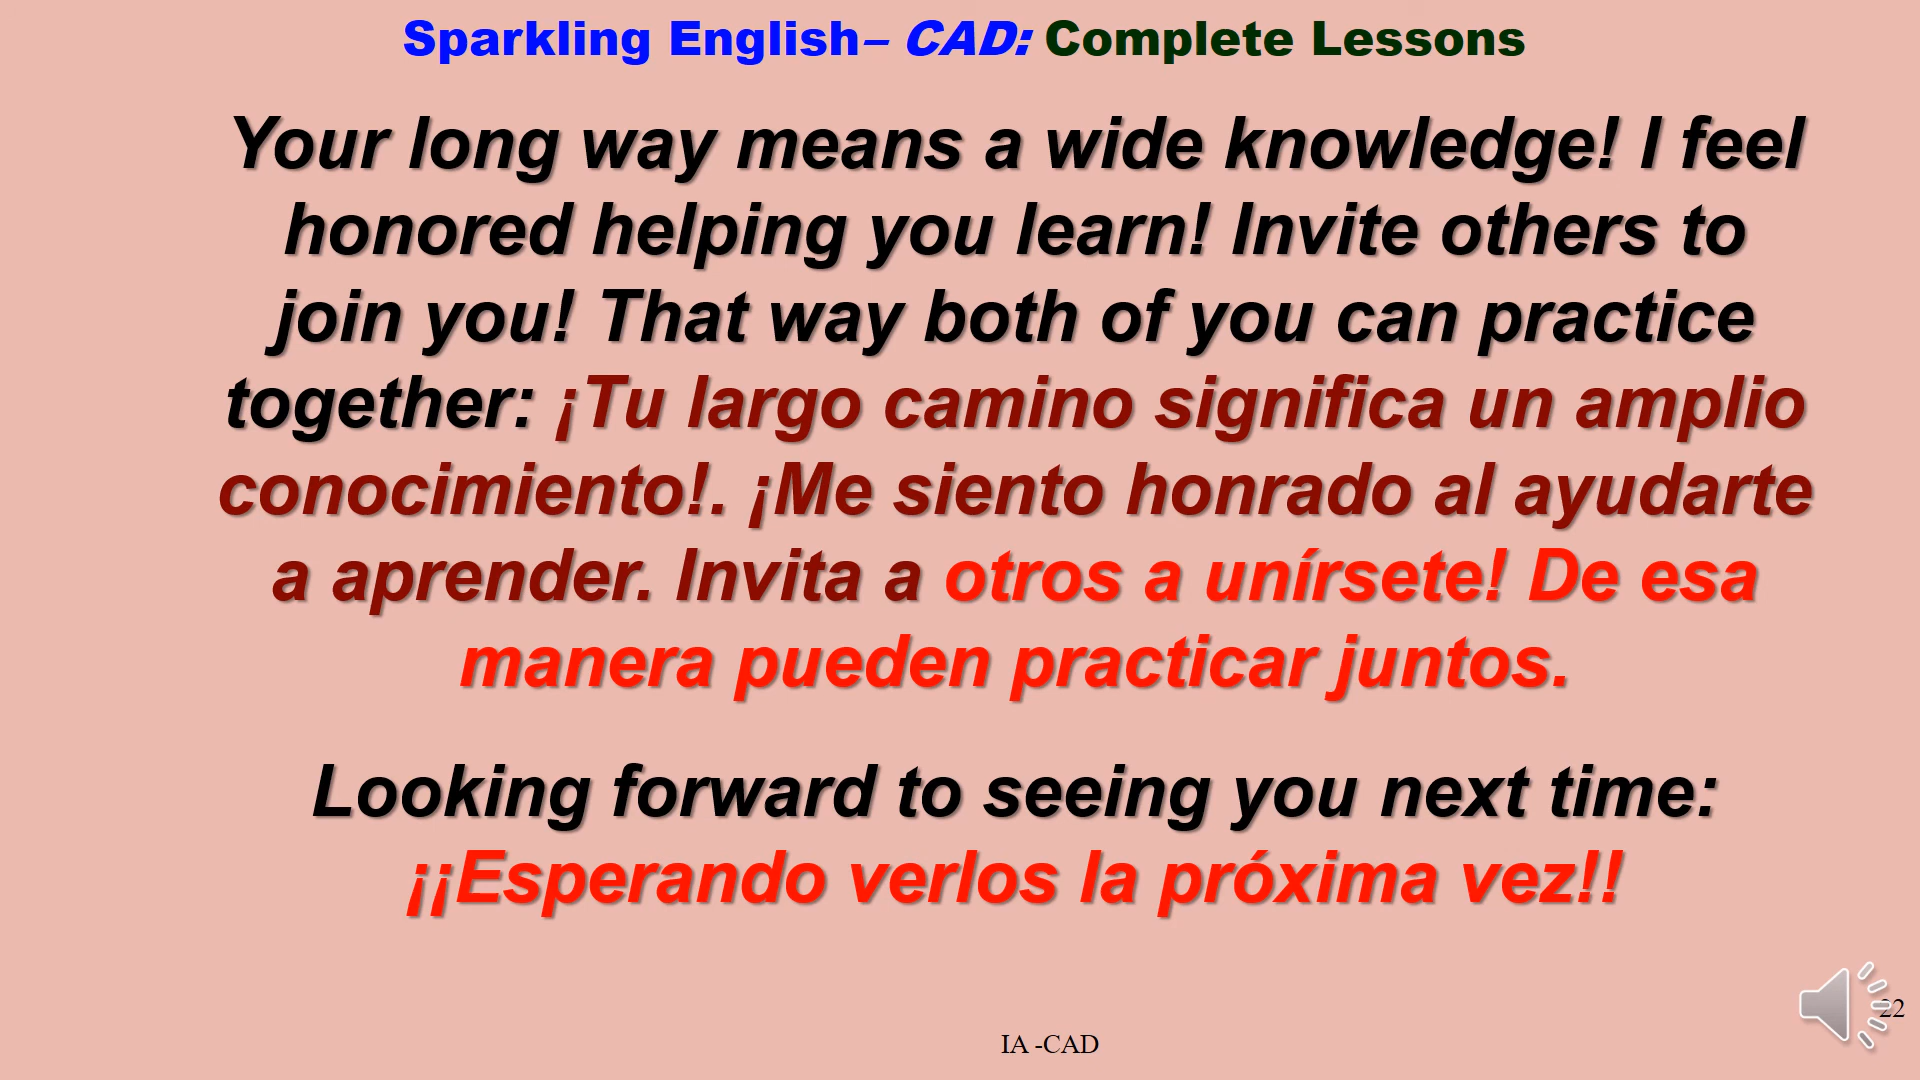 Sparkling English– CAD: Complete Lessons
Your long way means a wide knowledge! I feel
honored helping you learn! Invite others to
join you! That way both of you can practice
together: ¡Tu largo camino significa un amplio
conocimiento!. ¡Me siento honrado al ayudarte
a aprender. Invita a otros a unírsete! De esa
manera pueden practicar juntos.
Looking forward to seeing you next time:
¡¡Esperando verlos la próxima vez!!
22
IA -CAD